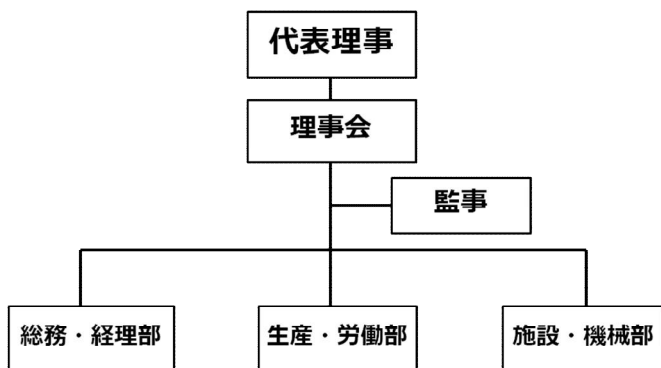 代表理事
理事会
監事
総務・経理部
生産・労働部
施設・機械部